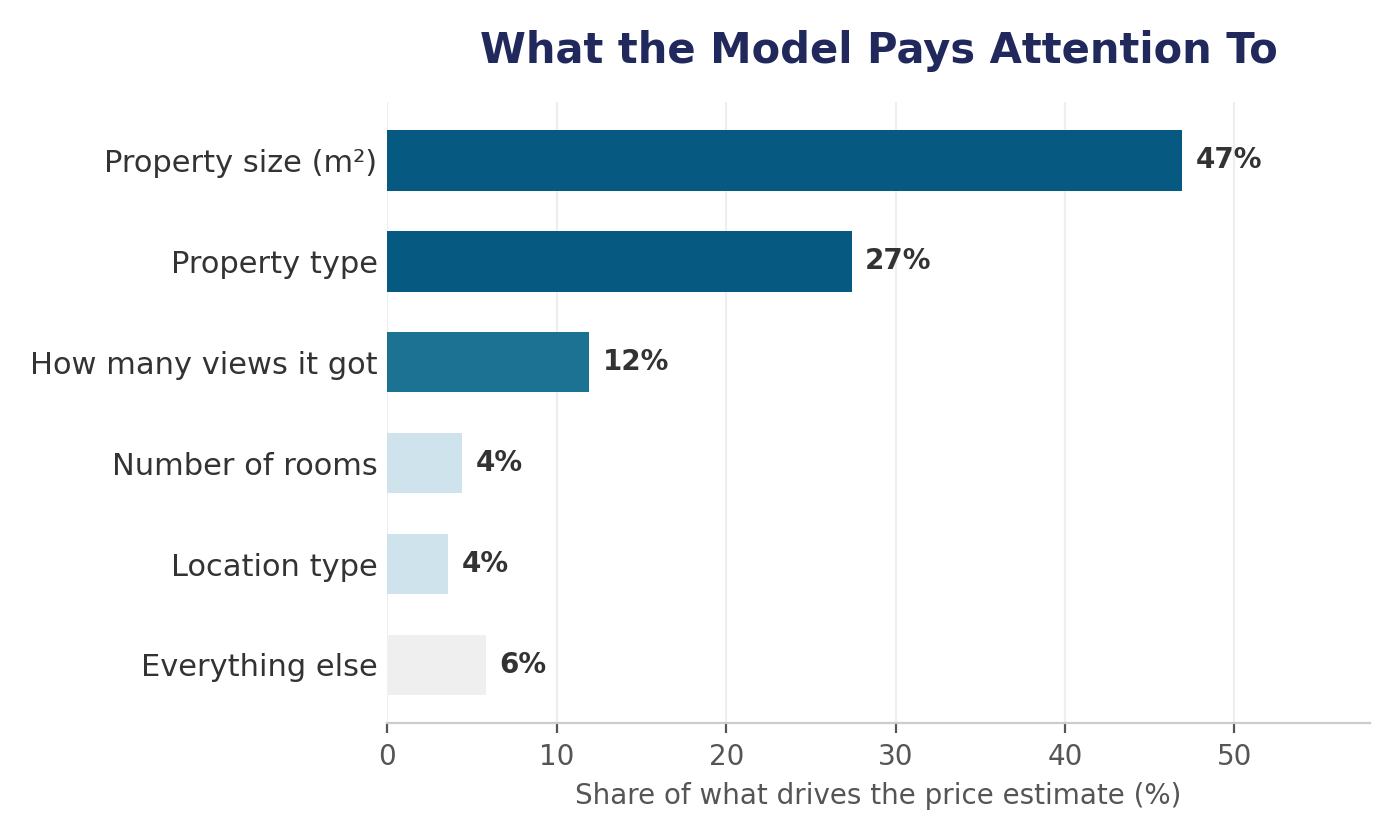 What the Model Pays Attention To
Property size (m²)
47%
Property type
27%
How many views it got
12%
Number of rooms
4%
Location type
4%
Everything else
6%
0 10 20 30 40 50
Share of what drives the price estimate (%)